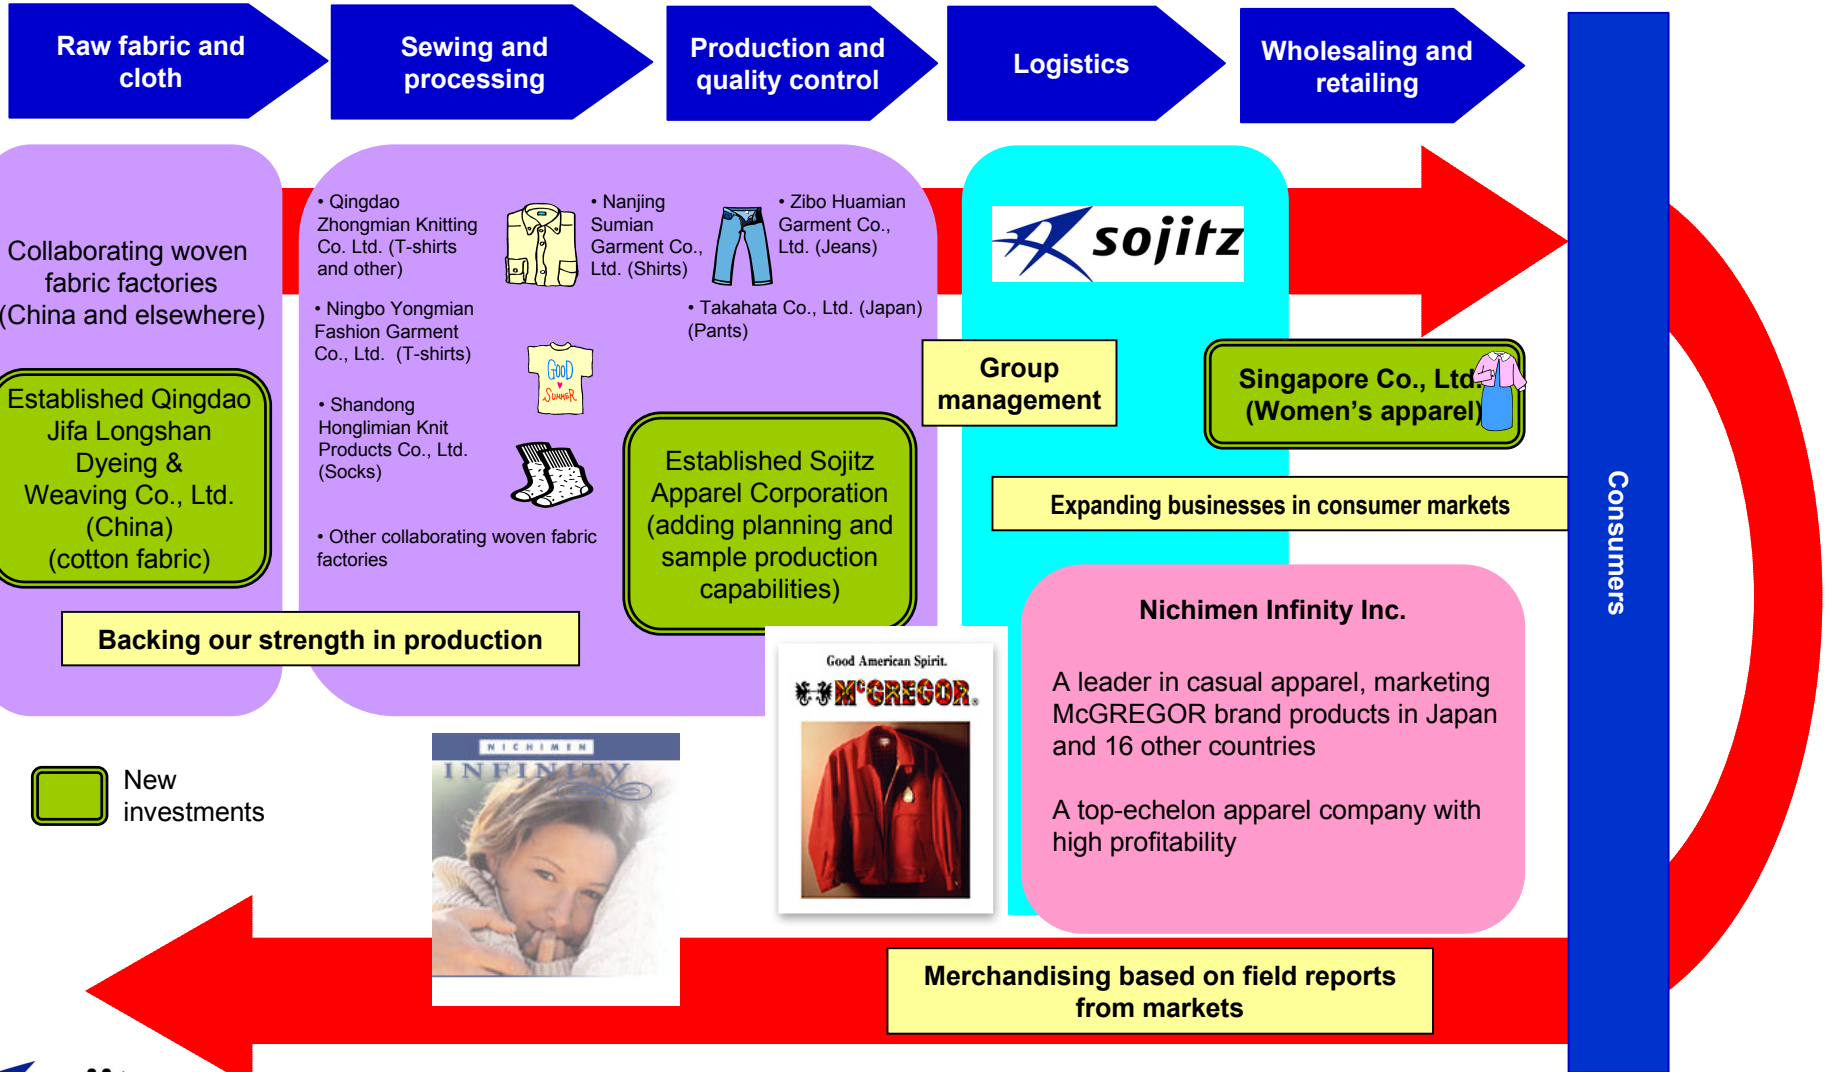 Raw fabric and
cloth
Sewing and
processing
Production and
quality control
Logistics
Wholesaling and
retailing
Collaborating woven
fabric factories
(China and elsewhere)
Established Qingdao
Jifa Longshan
Dyeing &
Weaving Co., Ltd.
(China)
(cotton fabric)
• Qingdao
Zhongmian Knitting
Co. Ltd. (T-shirts
and other)
• Ningbo Yongmian
Fashion Garment
Co., Ltd. (T-shirts)
• Shandong
Honglimian Knit
Products Co., Ltd.
(Socks)
• Other collaborating woven fabric
factories
• Nanjing
Sumian
Garment Co.,
Ltd. (Shirts)
• Zibo Huamian
Garment Co.,
Ltd. (Jeans)
• Takahata Co., Ltd. (Japan)
(Pants)
GOOD
SUMMER
Established Sojitz
Apparel Corporation
(adding planning and
sample production
capabilities)
Backing our strength in production
sojitz
Group
management
Singapore Co., Ltd.
(Women's apparel)
Expanding businesses in consumer markets
Consumers
Nichimen Infinity Inc.
A leader in casual apparel, marketing
McGREGOR brand products in Japan
and 16 other countries
A top-echelon apparel company with
high profitability
Good American Spirit.
McGREGOR®
NICHIMEN
INFINITY
New
investments
Merchandising based on field reports
from markets